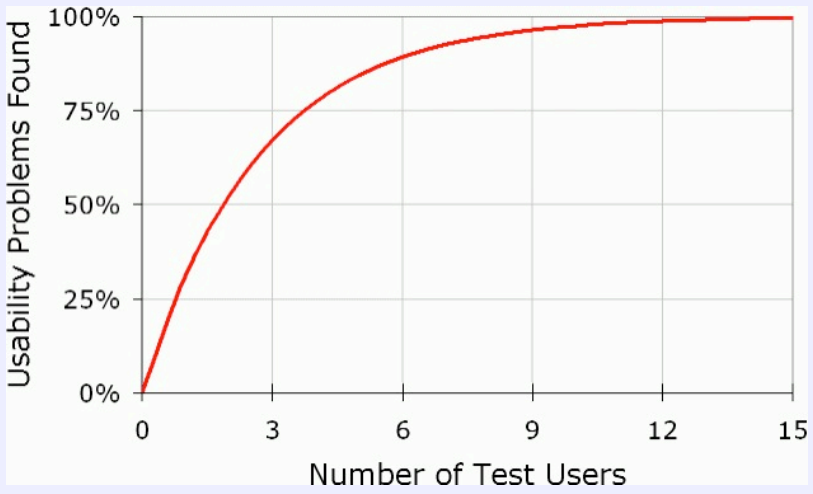 Usability Problems Found
100%
75%
50%
25%
0%
0 3 6 9 12 15
Number of Test Users